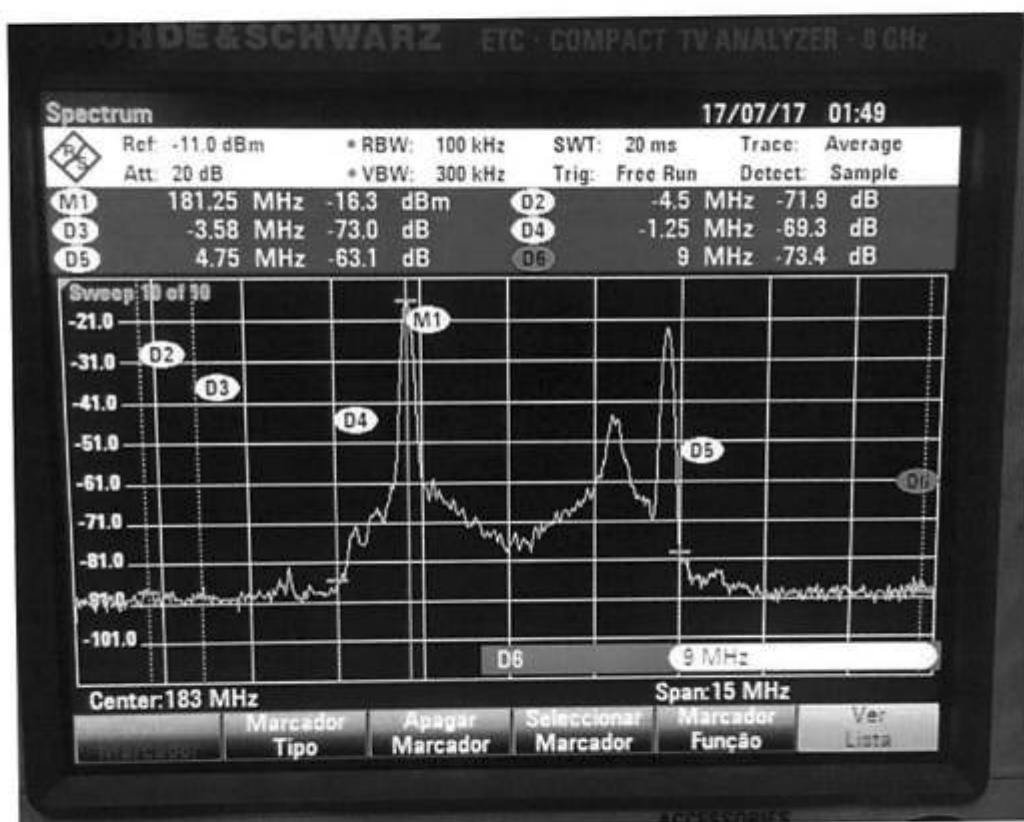 ROHDE & SCHWARZ ETC · COMPACT TV ANALYZER - 8 GHz
Spectrum 17/07/17 01:49
Ref: -11.0 dBm • RBW: 100 kHz SWT: 20 ms Trace: Average
Att: 20 dB • VBW: 300 kHz Trig: Free Run Detect: Sample
M1 181.25 MHz -16.3 dBm D2 -4.5 MHz -71.9 dB
D3 -3.58 MHz -73.0 dB D4 -1.25 MHz -69.3 dB
D5 4.75 MHz -63.1 dB D6 9 MHz -73.4 dB
Sweep 10 of 10
-21.0
M1
-31.0
D2
D3
-41.0
D4
-51.0
D5
-61.0
D6
-71.0
-81.0
-91.0
-101.0
D6 9 MHz
Center:183 MHz Span:15 MHz
Marcador Apagar Seleccionar Marcador Ver
Tipo Marcador Marcador Função Lista
ACCESSORIES